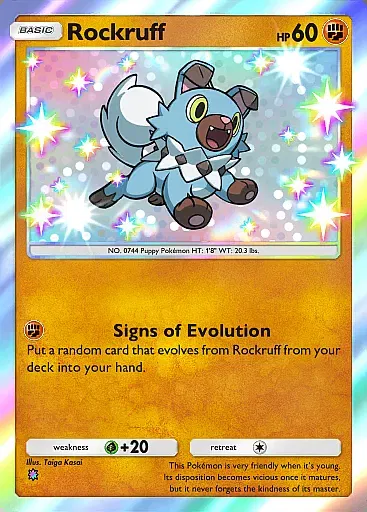 BASIC Rockruff HP 60
NO. 0744 Puppy Pokémon HT: 1'8" WT: 20.3 lbs.
Signs of Evolution
Put a random card that evolves from Rockruff from your
deck into your hand.
weakness +20 retreat
Illus. Taiga Kasai
This Pokémon is very friendly when it's young.
Its disposition becomes vicious once it matures,
but it never forgets the kindness of its master.